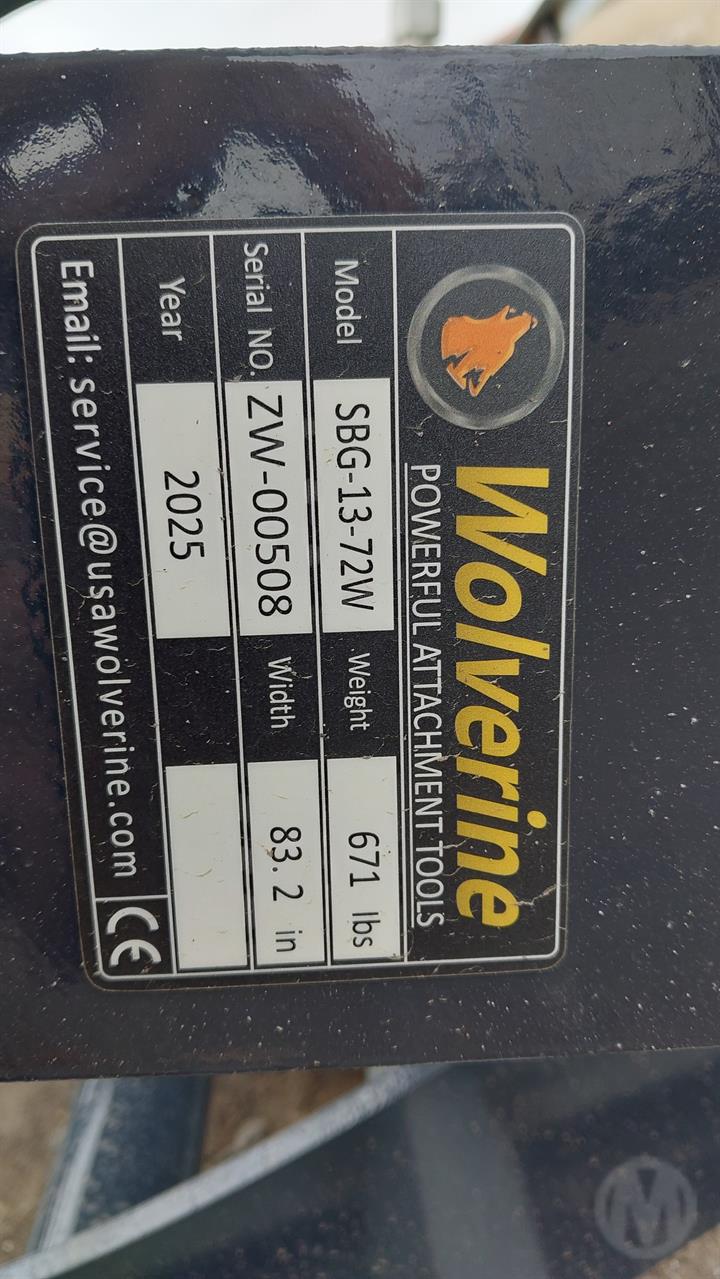 Wolverine
POWERFUL ATTACHMENT TOOLS
Model SBG-13-72W Weight 671 lbs
Serial NO. ZW-00508 Width 83.2 in
Year 2025
Email: service@usawolverine.com CE
M